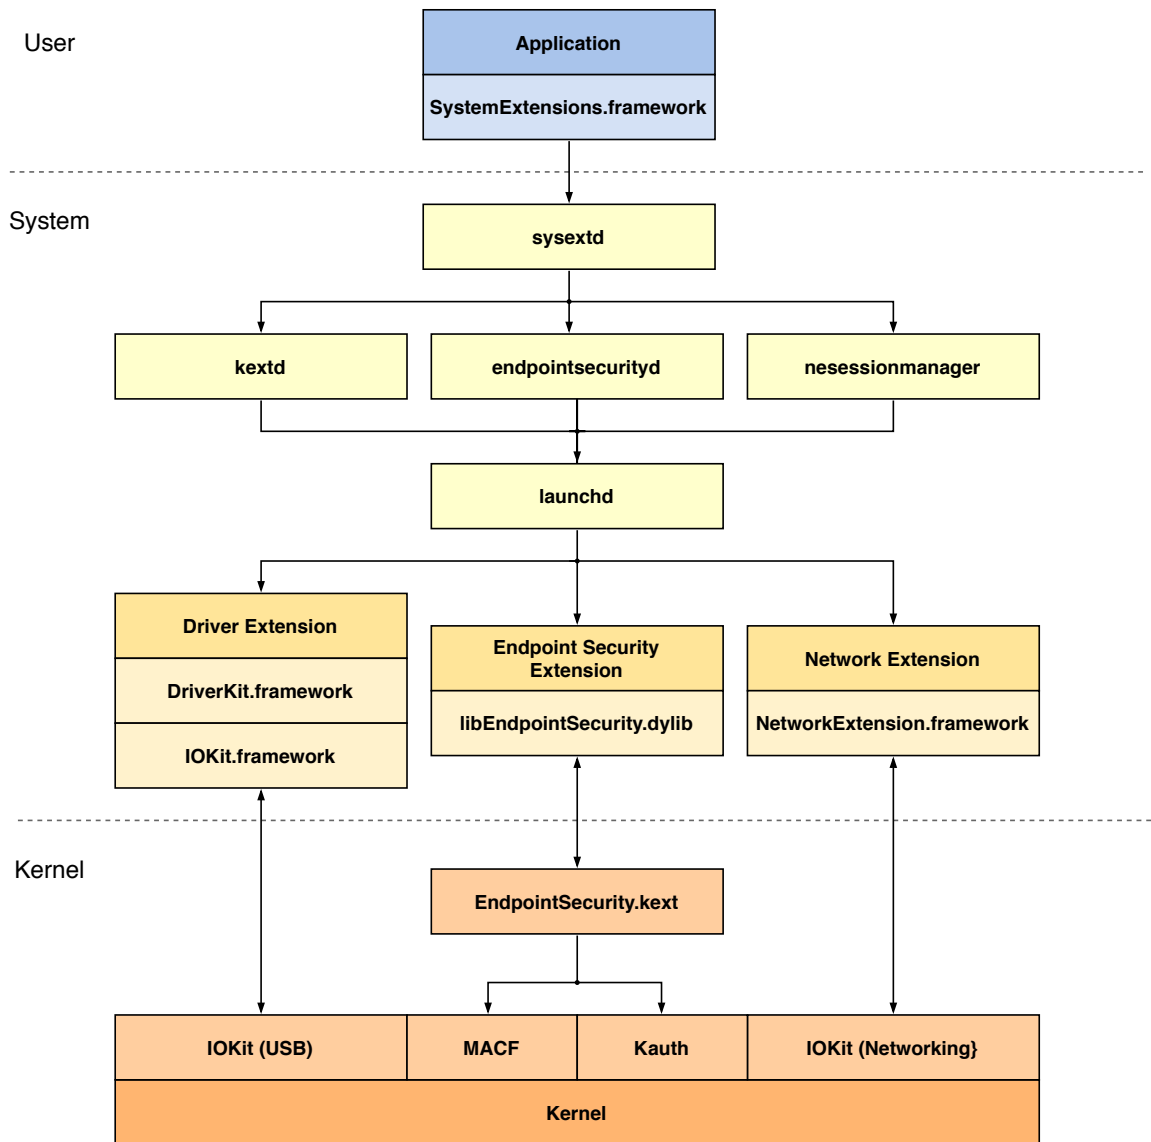 User
Application
SystemExtensions.framework
System
sysextd
kextd
endpointsecurityd
nesessionmanager
launchd
Driver Extension
DriverKit.framework
IOKit.framework
Endpoint Security
Extension
libEndpointSecurity.dylib
Network Extension
NetworkExtension.framework
Kernel
EndpointSecurity.kext
IOKit (USB)
MACF
Kauth
IOKit (Networking}
Kernel